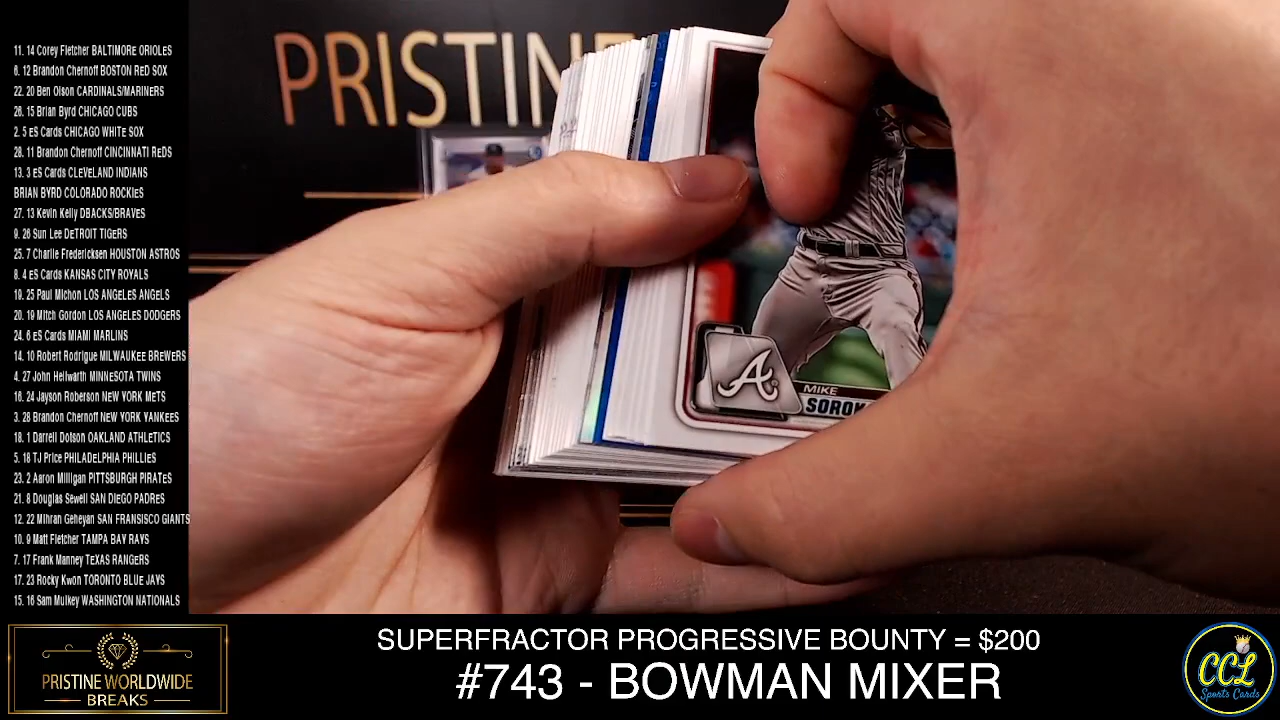 11. 14 Corey Fletcher BALTIMORE ORIOLES
6. 12 Brandon Chernoff BOSTON RED SOX
22. 20 Ben Olson CARDINALS/MARINERS
26. 15 Brian Byrd CHICAGO CUBS
2. 5 eS Cards CHICAGO WHITe SOX
28. 11 Brandon Chernoff CINCINNATI ReDS
13. 3 eS Cards CLeVeLAND INDIANS
BRIAN BYRD COLORADO ROCKIeS
27. 13 Kevin Kelly DBACKS/BRAVeS
9. 26 Sun Lee DeTROIT TIGeRS
25. 7 Charlie Fredericksen HOUSTON ASTROS
8. 4 eS Cards KANSAS CITY ROYALS
19. 25 Paul Michon LOS ANGeLeS ANGELS
20. 19 Mitch Gordon LOS ANGeLeS DODGERS
24. 6 eS Cards MIAMI MARLINS
14. 10 Robert Rodrigue MILWAUKee BReWeRS
4. 27 John Hellwarth MINNeSOTA TWINS
16. 24 Jayson Roberson NeW YORK MeTS
3. 28 Brandon Chernoff NeW YORK YANKeeS
18. 1 Darrell Dotson OAKLAND ATHLeTICS
5. 18 TJ Price PHILADeLPHIA PHILLIeS
23. 2 Aaron Milligan PITTSBURGH PIRATeS
21. 8 Douglas Sewell SAN DIEGO PADRES
12. 22 Mihran Geheyan SAN FRANSISCO GIANTS
10. 9 Matt Fletcher TAMPA BAY RAYS
7. 17 Frank Manney TeXAS RANGeRS
17. 23 Rocky Kwon TORONTO BLUe JAYS
15. 16 Sam Mulkey WASHINGTON NATIONALS
PRISTINE
A
MIKE
SOROK
PRISTINE WORLDWIDE
BREAKS
SUPERFRACTOR PROGRESSIVE BOUNTY = $200
#743 - BOWMAN MIXER
CCL
Sports Cards